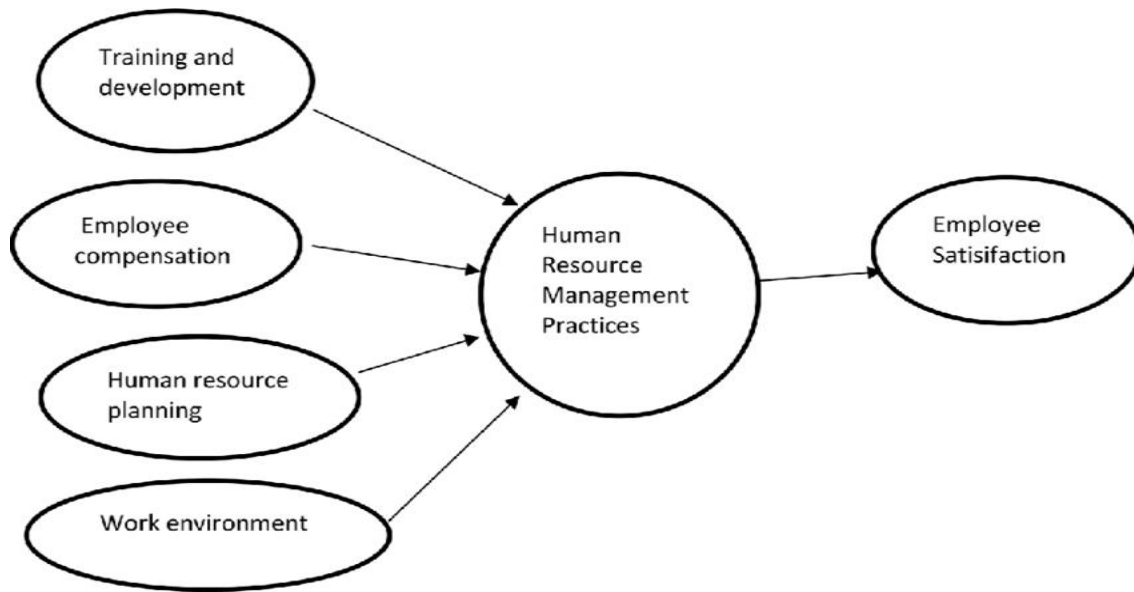 Training and
development
Employee
compensation
Human resource
planning
Work environment
Human
Resource
Management
Practices
Employee
Satisifaction